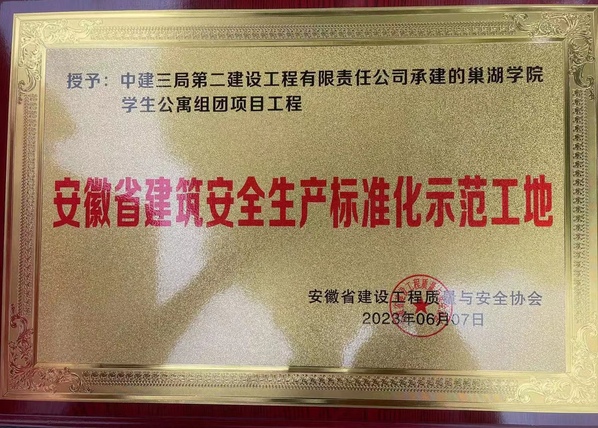 授予：中建三局第二建设工程有限责任公司承建的巢湖学院
学生公寓组团项目工程
安徽省建筑安全生产标准化示范工地
安徽省建设工程质量与安全协会
2023年06月07日